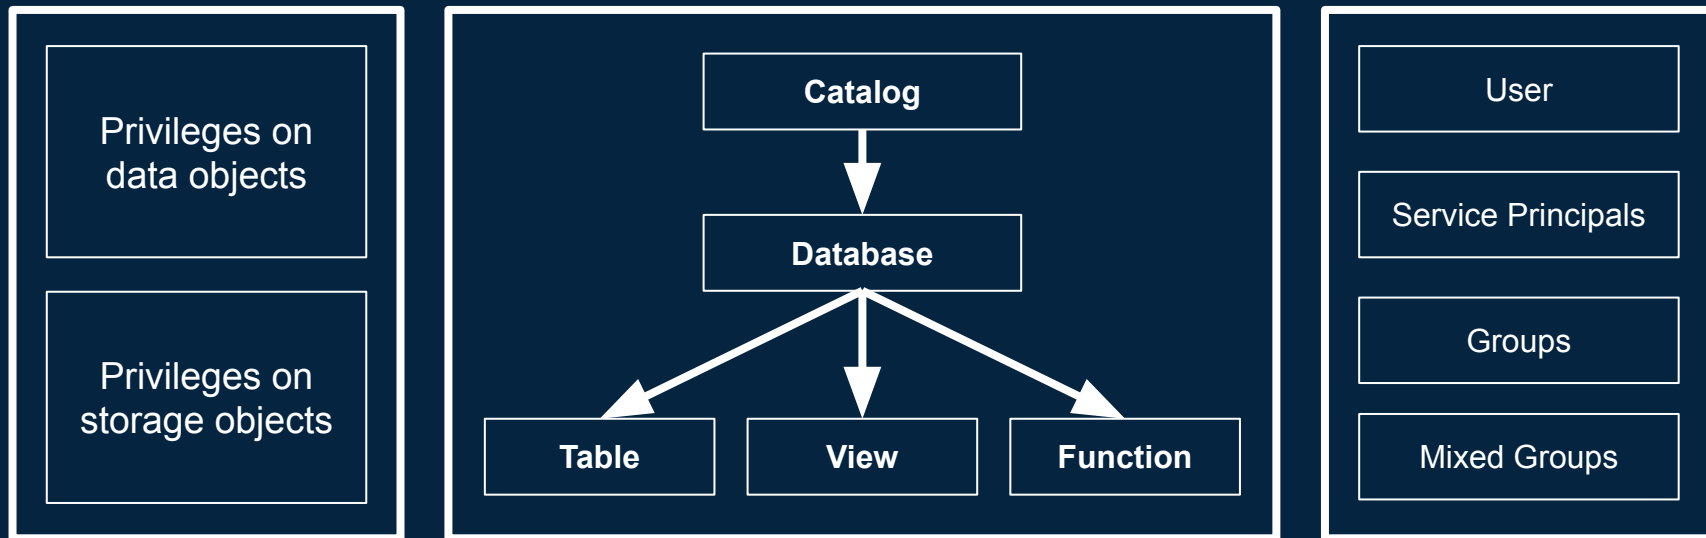 Privileges on
data objects
Privileges on
storage objects
Catalog
Database
Table
View
Function
User
Service Principals
Groups
Mixed Groups